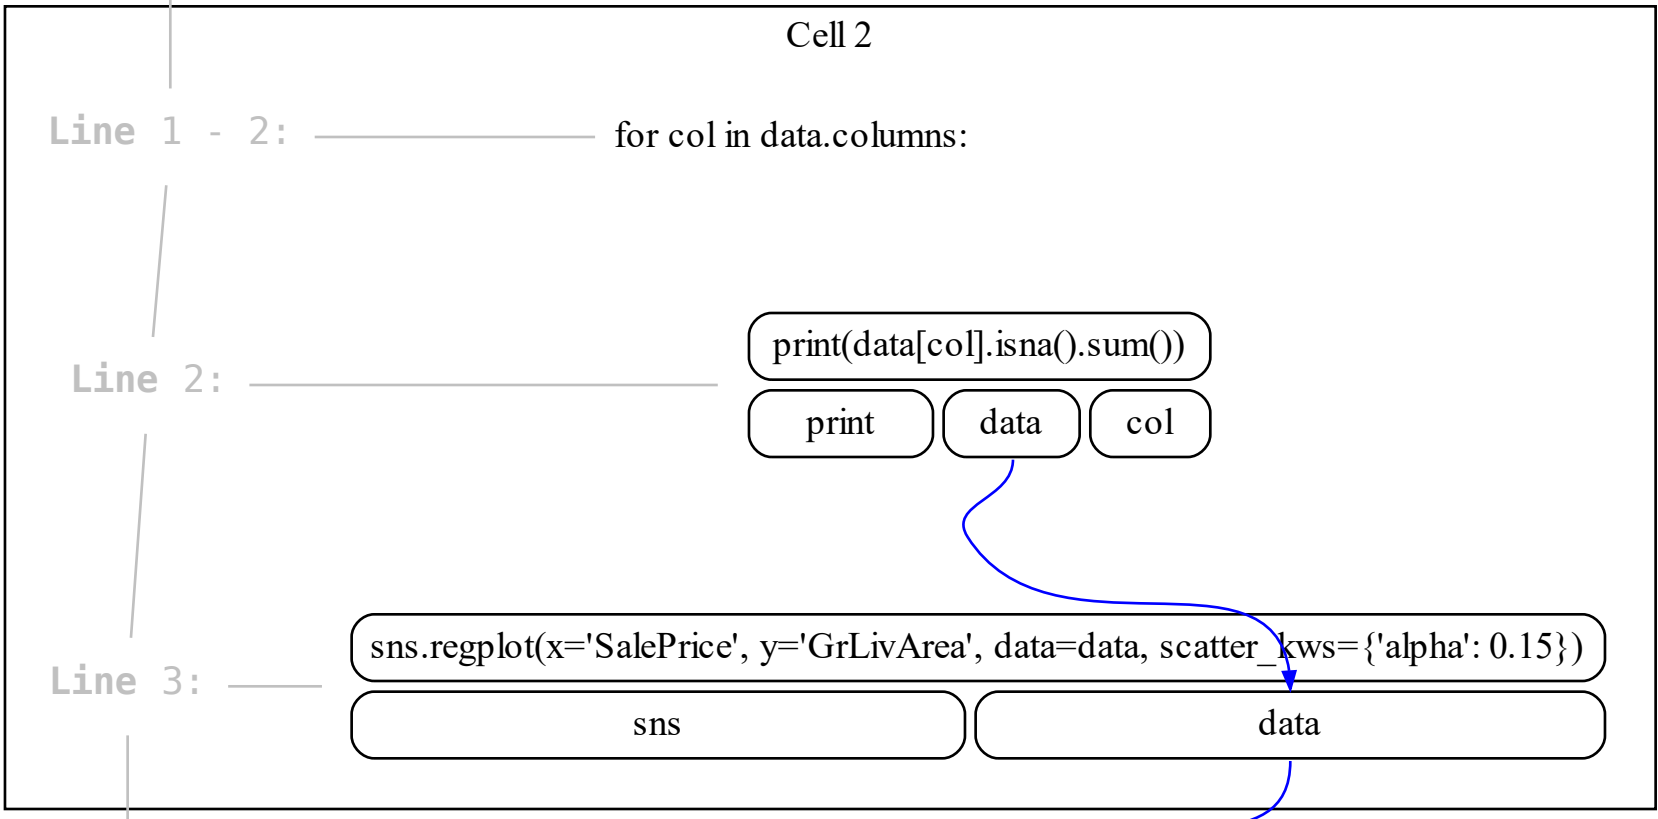 Cell 2
Line 1 - 2:
for col in data.columns:
Line 2:
print(data[col].isna().sum())
print
data
col
Line 3:
sns.regplot(x='SalePrice', y='GrLivArea', data=data, scatter_kws={'alpha': 0.15})
sns
data